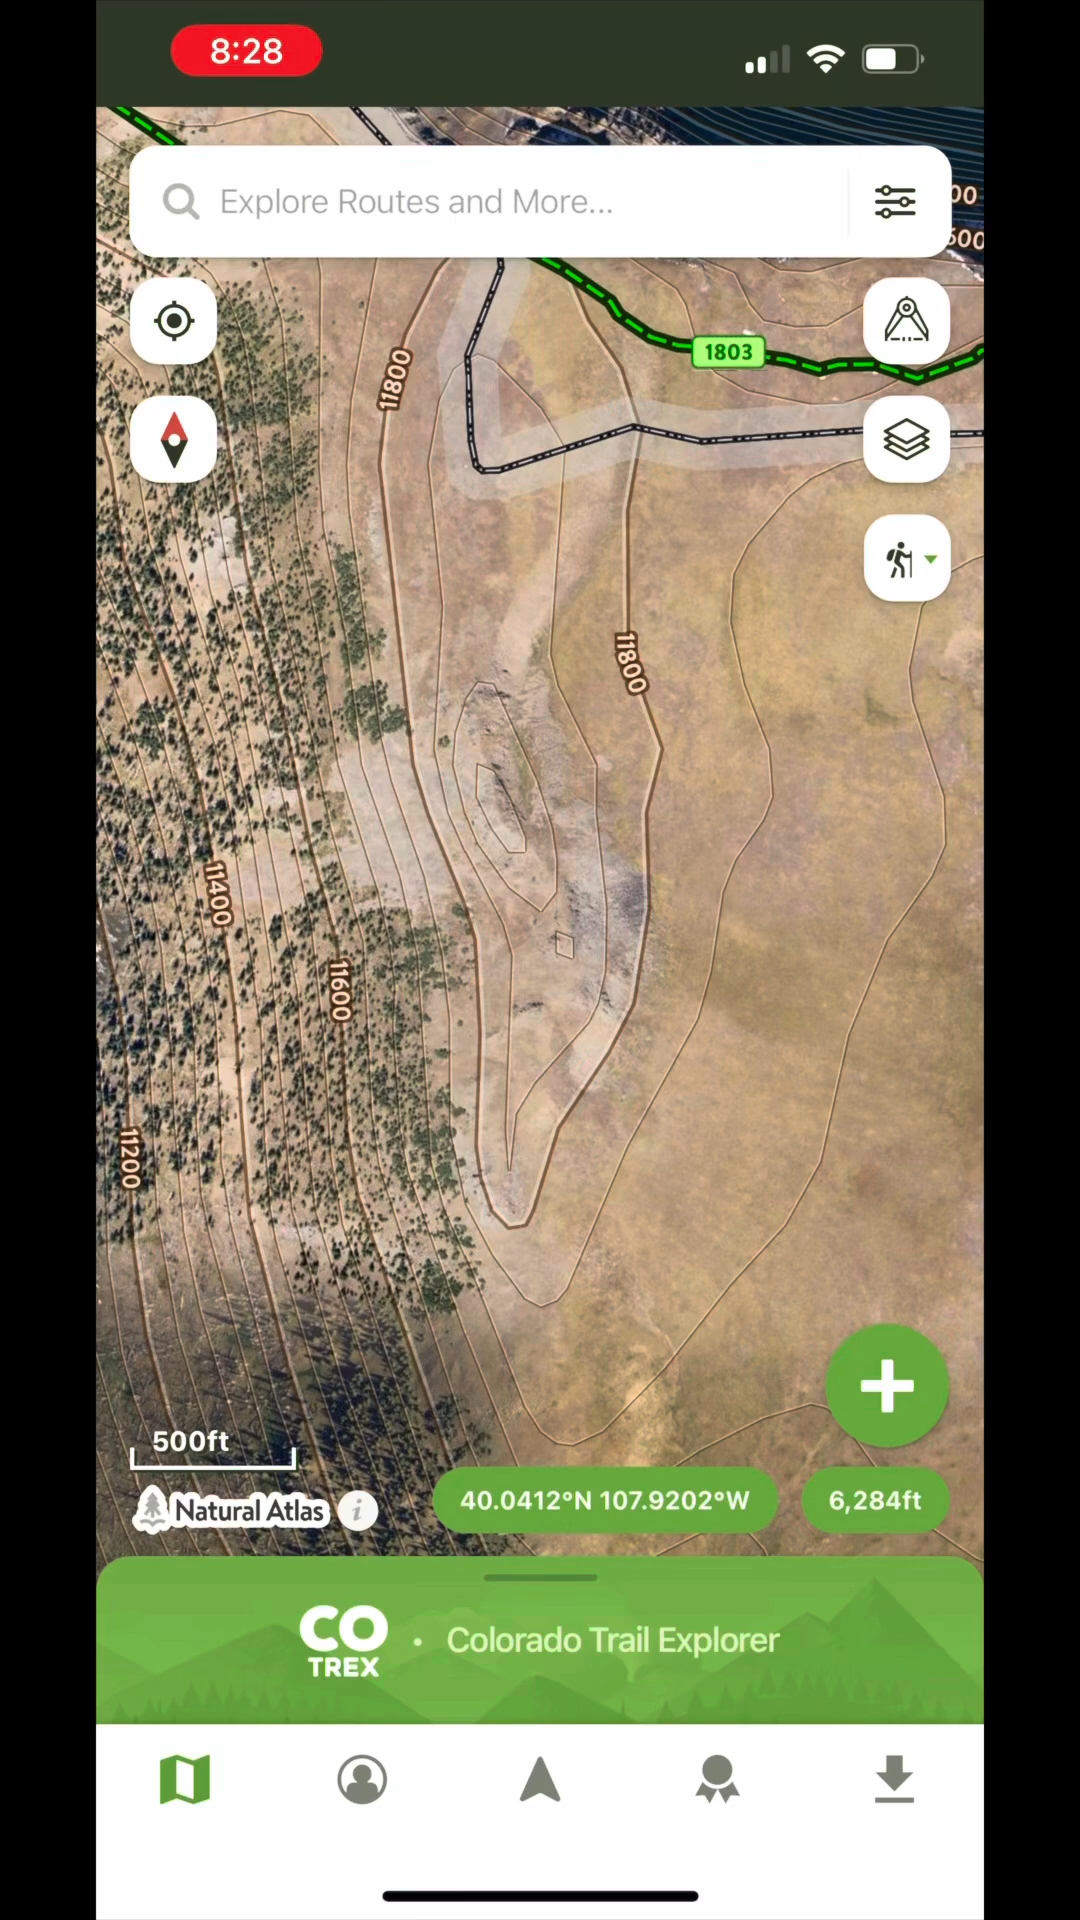 8:28
Explore Routes and More...
00
600
1803
11800
11800
11400
11600
11200
500ft
Natural Atlas
i
40.0412°N 107.9202°W
6,284ft
CO
TREX
• Colorado Trail Explorer